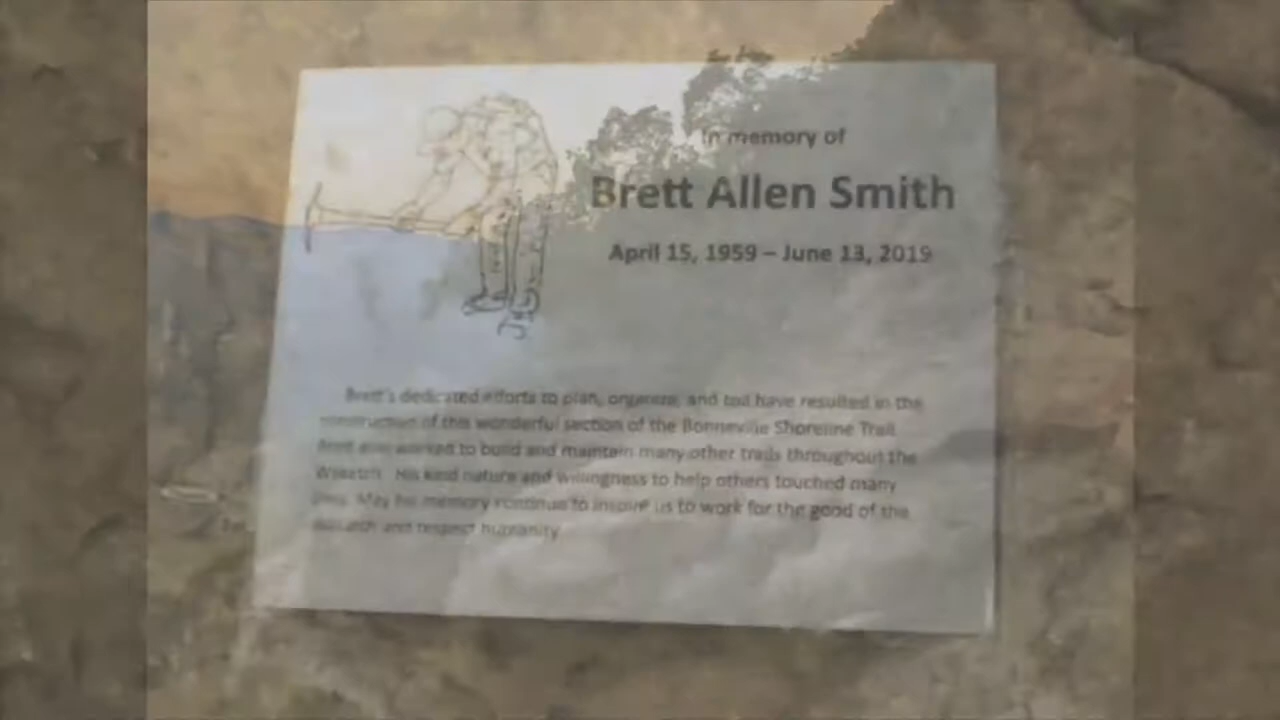 In memory of
Brett Allen Smith
April 15, 1959 – June 13, 2019
Brett's dedicated efforts to plan, organize, and toil have resulted in the
construction of this wonderful section of the Bonneville Shoreline Trail.
Brett also worked to build and maintain many other trails throughout the
Wasatch. His kind nature and willingness to help others touched many
lives. May his memory continue to inspire us to work for the good of the
and respect humanity.